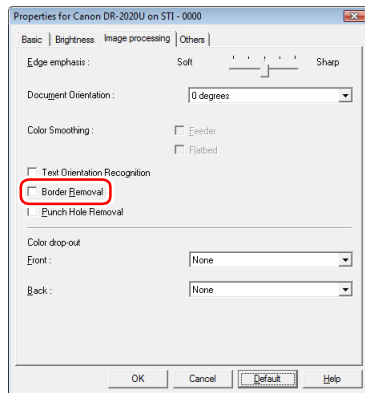 Properties for Canon DR-2020U on STI - 0000
Basic Brightness Image processing Others
Edge emphasis : Soft Sharp
Document Orientation : 0 degrees
Color Smoothing : Feeder
Flatbed
Text Orientation Recognition
Border Removal
Punch Hole Removal
Color drop-out
Front : None
Back : None
OK Cancel Default Help